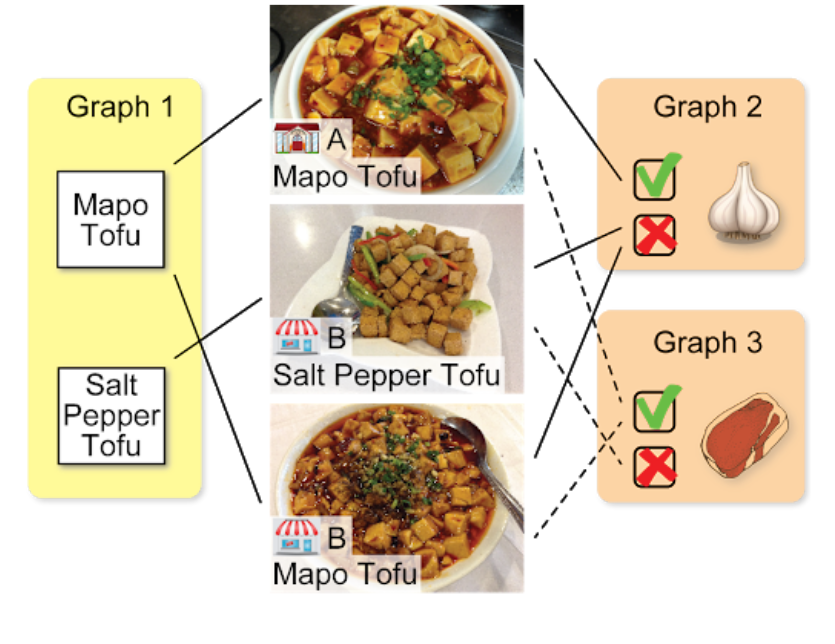 Graph 1
Mapo
Tofu
Salt
Pepper
Tofu
A
Mapo Tofu
B
Salt Pepper Tofu
B
Mapo Tofu
Graph 2
Graph 3